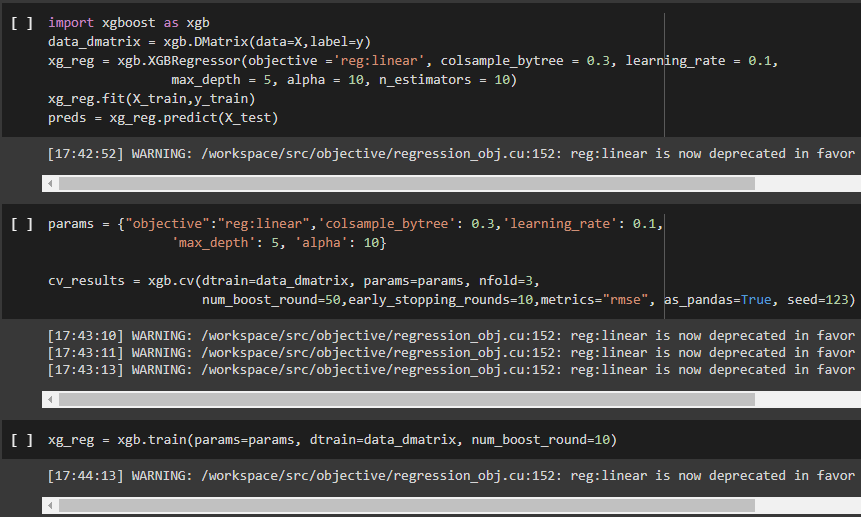 [ ] import xgboost as xgb
data_dmatrix = xgb.DMatrix(data=X,label=y)
xg_reg = xgb.XGBRegressor(objective ='reg:linear', colsample_bytree = 0.3, learning_rate = 0.1,
max_depth = 5, alpha = 10, n_estimators = 10)
xg_reg.fit(X_train,y_train)
preds = xg_reg.predict(X_test)
[17:42:52] WARNING: /workspace/src/objective/regression_obj.cu:152: reg:linear is now deprecated in favor
[ ] params = {"objective":"reg:linear",'colsample_bytree': 0.3,'learning_rate': 0.1,
'max_depth': 5, 'alpha': 10}
cv_results = xgb.cv(dtrain=data_dmatrix, params=params, nfold=3,
num_boost_round=50,early_stopping_rounds=10,metrics="rmse", as_pandas=True, seed=123)
[17:43:10] WARNING: /workspace/src/objective/regression_obj.cu:152: reg:linear is now deprecated in favor
[17:43:11] WARNING: /workspace/src/objective/regression_obj.cu:152: reg:linear is now deprecated in favor
[17:43:13] WARNING: /workspace/src/objective/regression_obj.cu:152: reg:linear is now deprecated in favor
[ ] xg_reg = xgb.train(params=params, dtrain=data_dmatrix, num_boost_round=10)
[17:44:13] WARNING: /workspace/src/objective/regression_obj.cu:152: reg:linear is now deprecated in favor